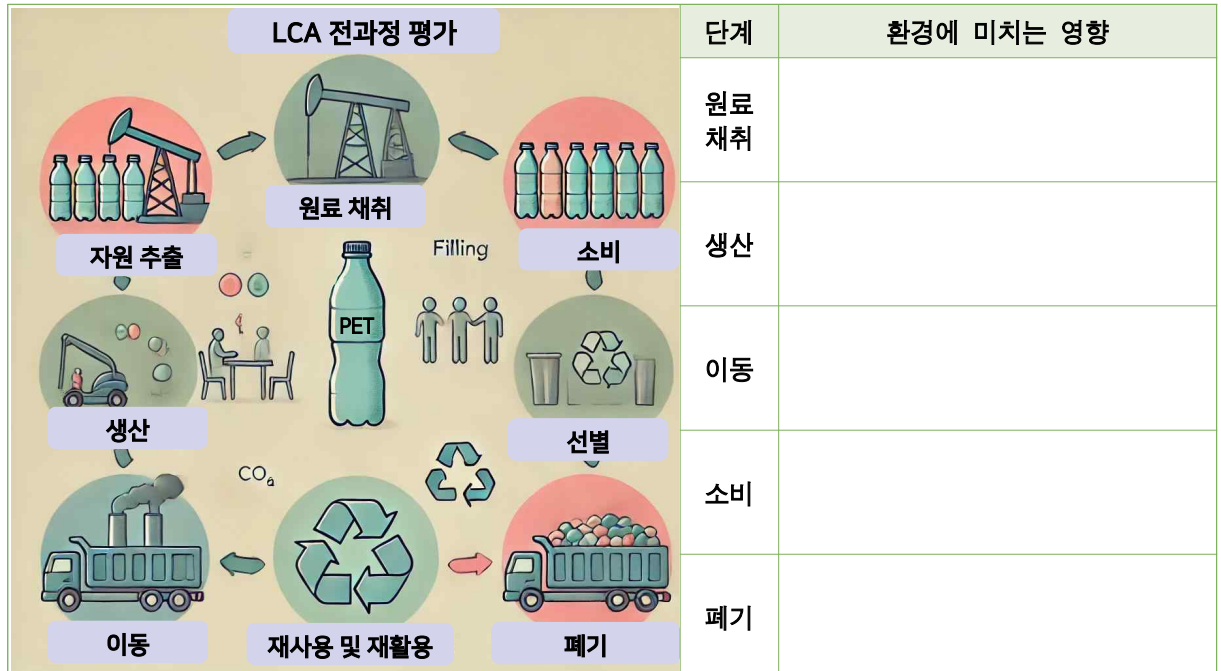 LCA 전과정 평가
원료 채취
자원 추출
소비
Filling
PET
생산
선별
CO₂
이동
재사용 및 재활용
폐기
단계
환경에 미치는 영향
원료
채취
생산
이동
소비
폐기